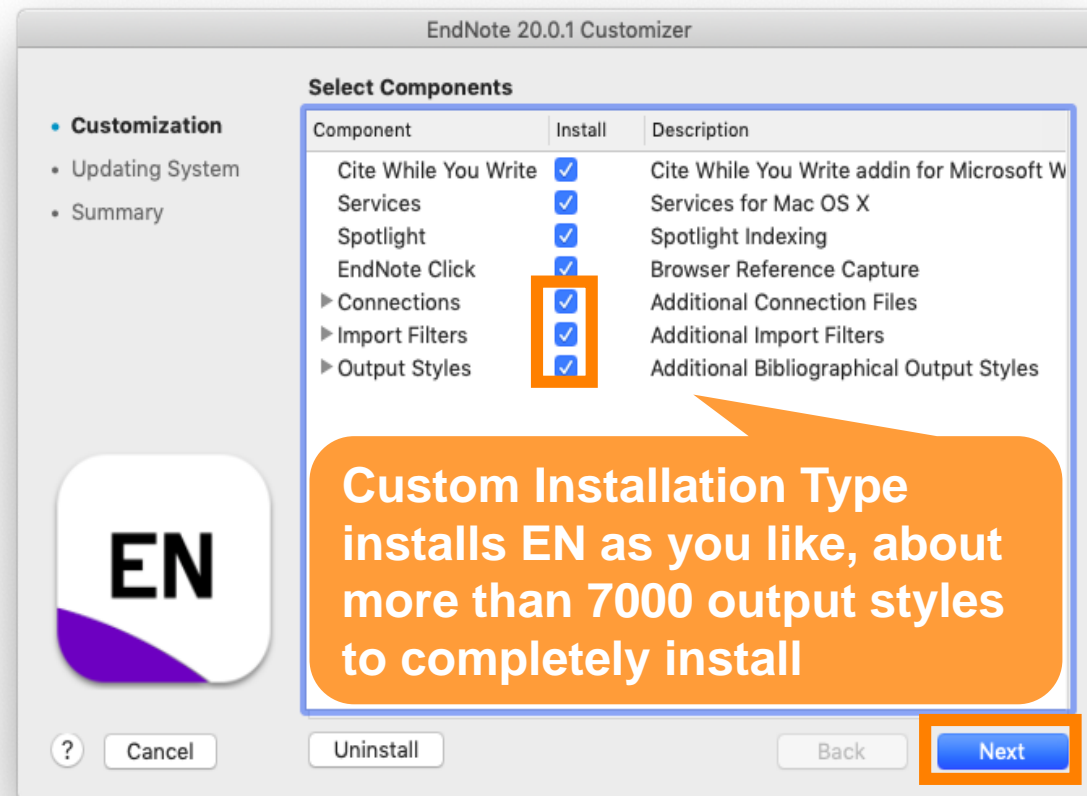 EndNote 20.0.1 Customizer
Select Components
• Customization
• Updating System
• Summary
Component Install Description
Cite While You Write Cite While You Write addin for Microsoft W
Services Services for Mac OS X
Spotlight Spotlight Indexing
EndNote Click Browser Reference Capture
Connections Additional Connection Files
Import Filters Additional Import Filters
Output Styles Additional Bibliographical Output Styles
Custom Installation Type
installs EN as you like, about
more than 7000 output styles
to completely install
EN
? Cancel Uninstall Back Next